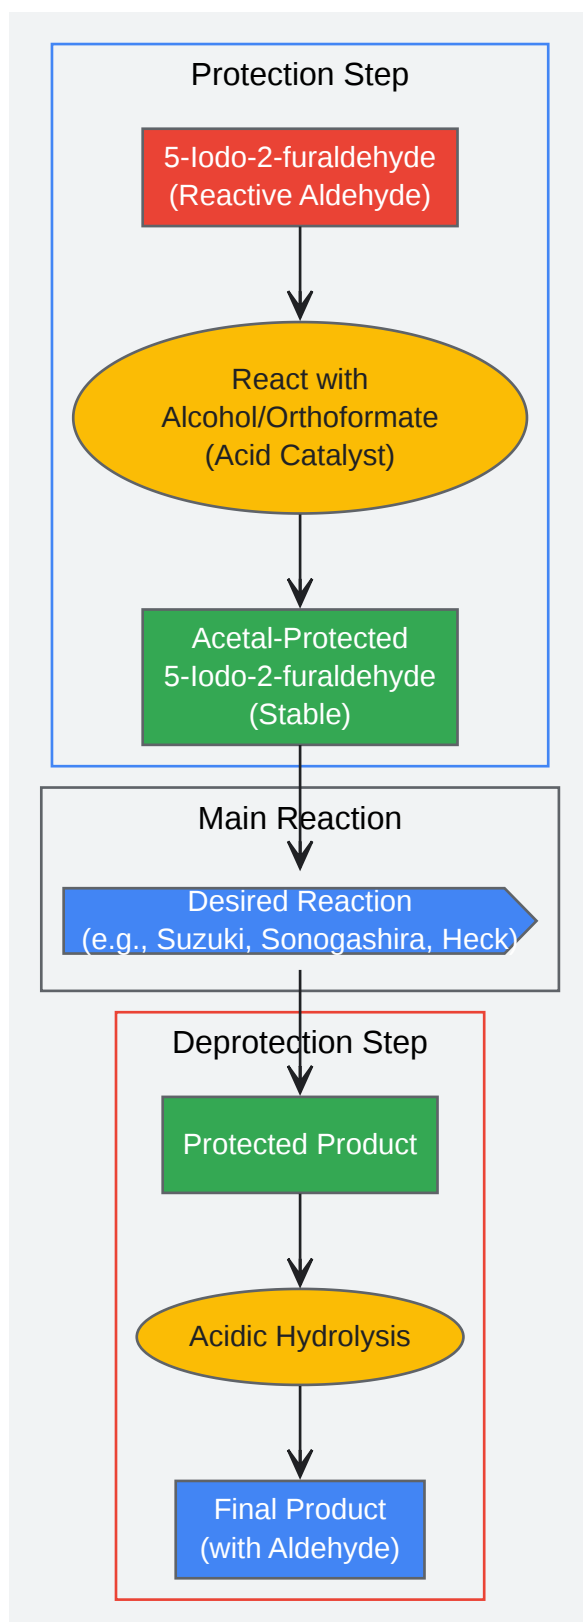 Protection Step
5-Iodo-2-furaldehyde
(Reactive Aldehyde)
React with
Alcohol/Orthoformate
(Acid Catalyst)
Acetal-Protected
5-Iodo-2-furaldehyde
(Stable)
Main Reaction
Desired Reaction
(e.g., Suzuki, Sonogashira, Heck)
Deprotection Step
Protected Product
Acidic Hydrolysis
Final Product
(with Aldehyde)